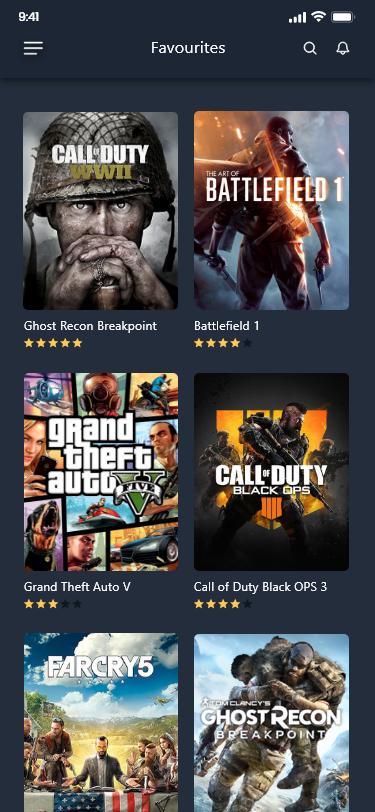 9:41
Favourites
CALL OF DUTY
WWII
THE ART OF
BATTLEFIELD 1
Ghost Recon Breakpoint
Battlefield 1
grand
theft
auto V
FIVE
CALL OF DUTY
BLACK OPS
IIII
Grand Theft Auto V
Call of Duty Black OPS 3
FARCRY5
TOM CLANCY'S
GHOST RECON
BREAKPOINT